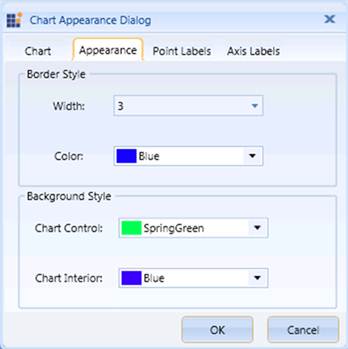 Chart Appearance Dialog
Chart Appearance Point Labels Axis Labels
Border Style
Width: 3
Color: Blue
Background Style
Chart Control: SpringGreen
Chart Interior: Blue
OK Cancel